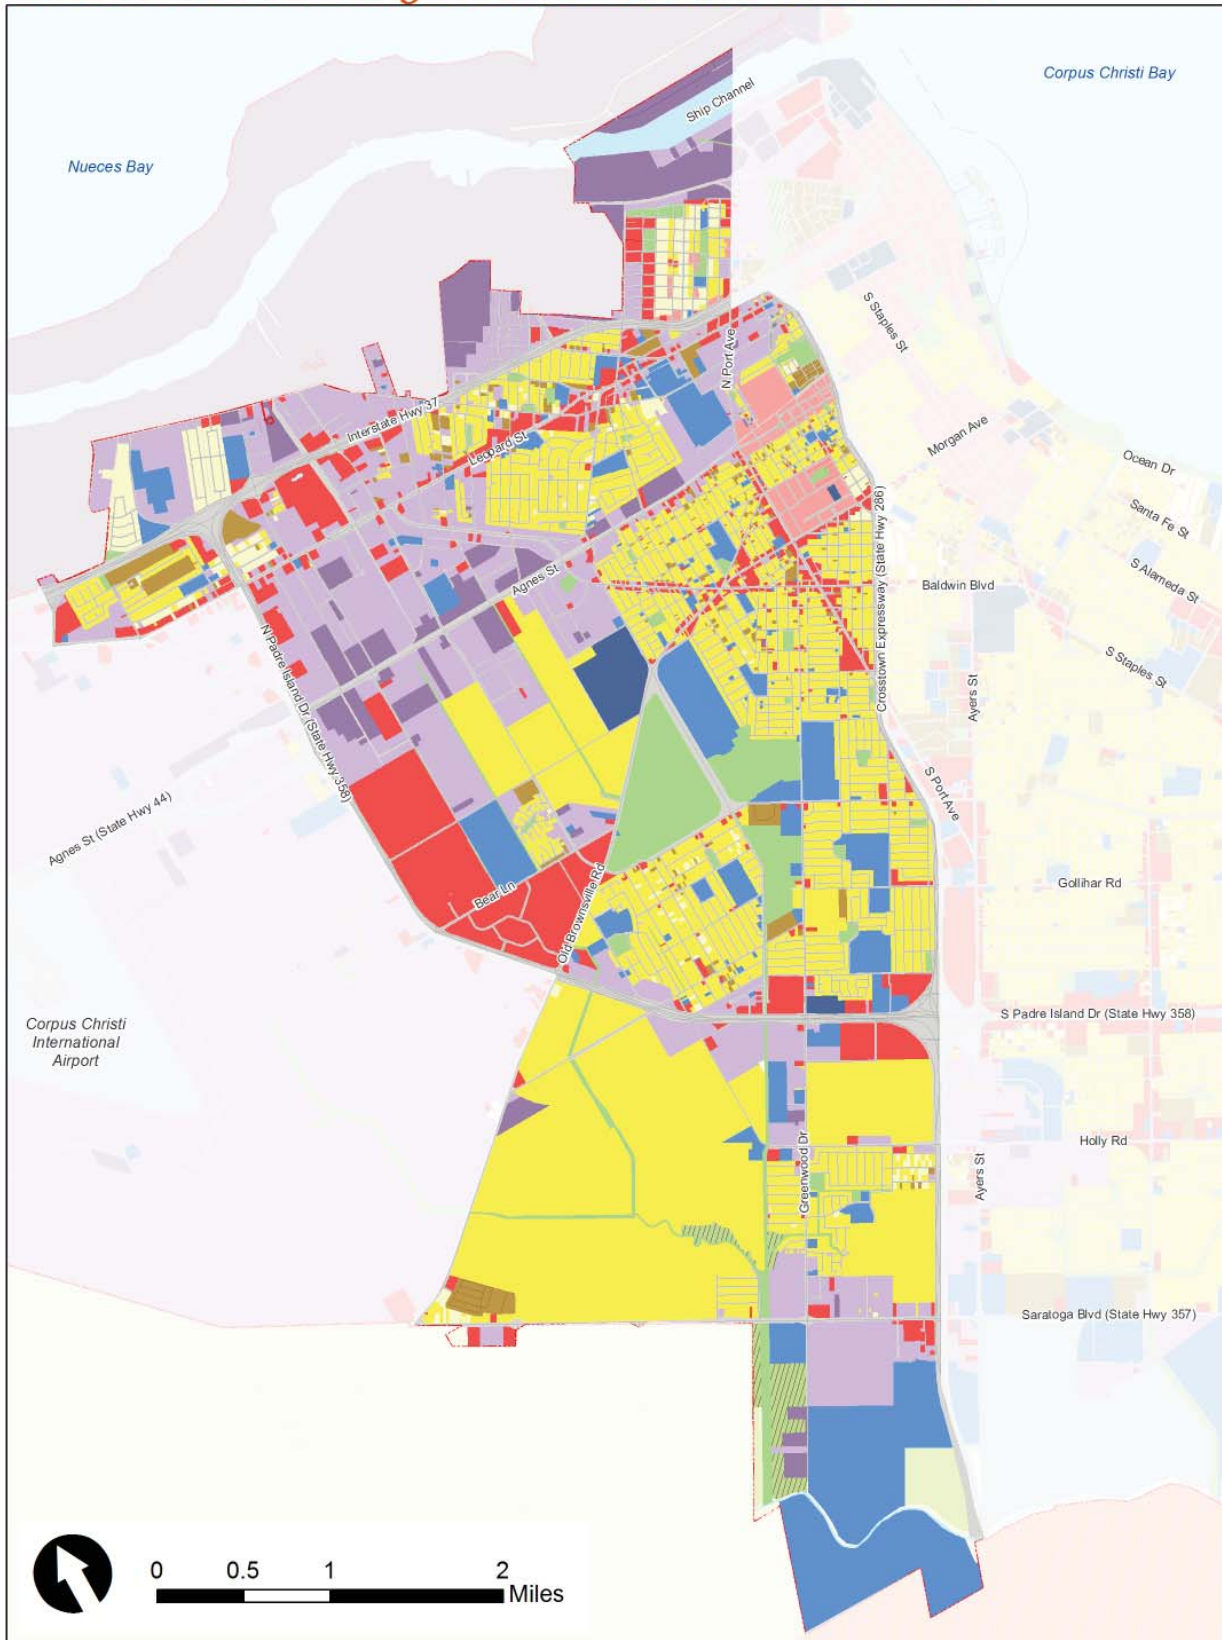 Corpus Christi Bay
Ship Channel
Nueces Bay
S Staples St
N Port Ave
Interstate Hwy 37
Leopard St
Morgan Ave
Ocean Dr
Santa Fe St
S Alameda St
S Staples St
Agnes St
Baldwin Blvd
Crosstown Expressway (State Hwy 286)
Ayers St
N Padre Island Dr (State Hwy 358)
S Port Ave
Agnes St (State Hwy 44)
Bear Ln
Old Brownsville Rd
Gollihar Rd
Corpus Christi
International
Airport
S Padre Island Dr (State Hwy 358)
Holly Rd
Greenwood Dr
Ayers St
Saratoga Blvd (State Hwy 357)
0 0.5 1 2
Miles